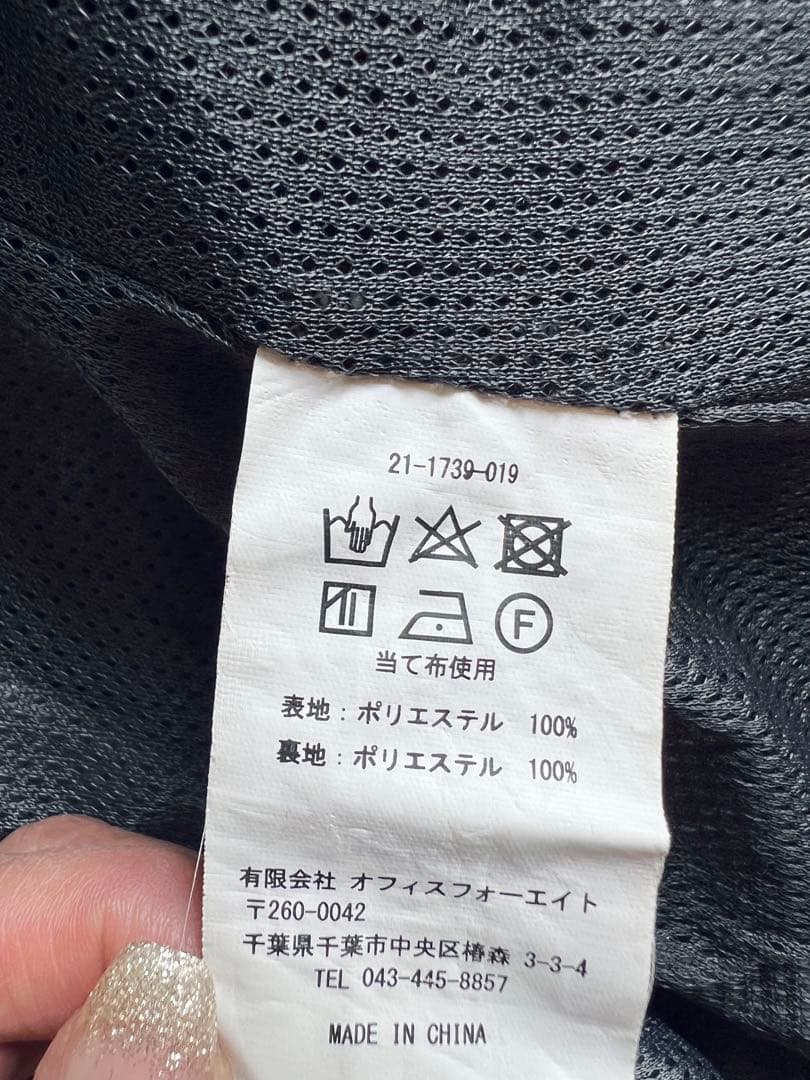 21-1739-019
F
当て布使用
表地：ポリエステル 100%
裏地：ポリエステル 100%
有限会社 オフィスフォーエイト
〒260-0042
千葉県千葉市中央区椿森 3-3-4
TEL 043-445-8857
MADE IN CHINA